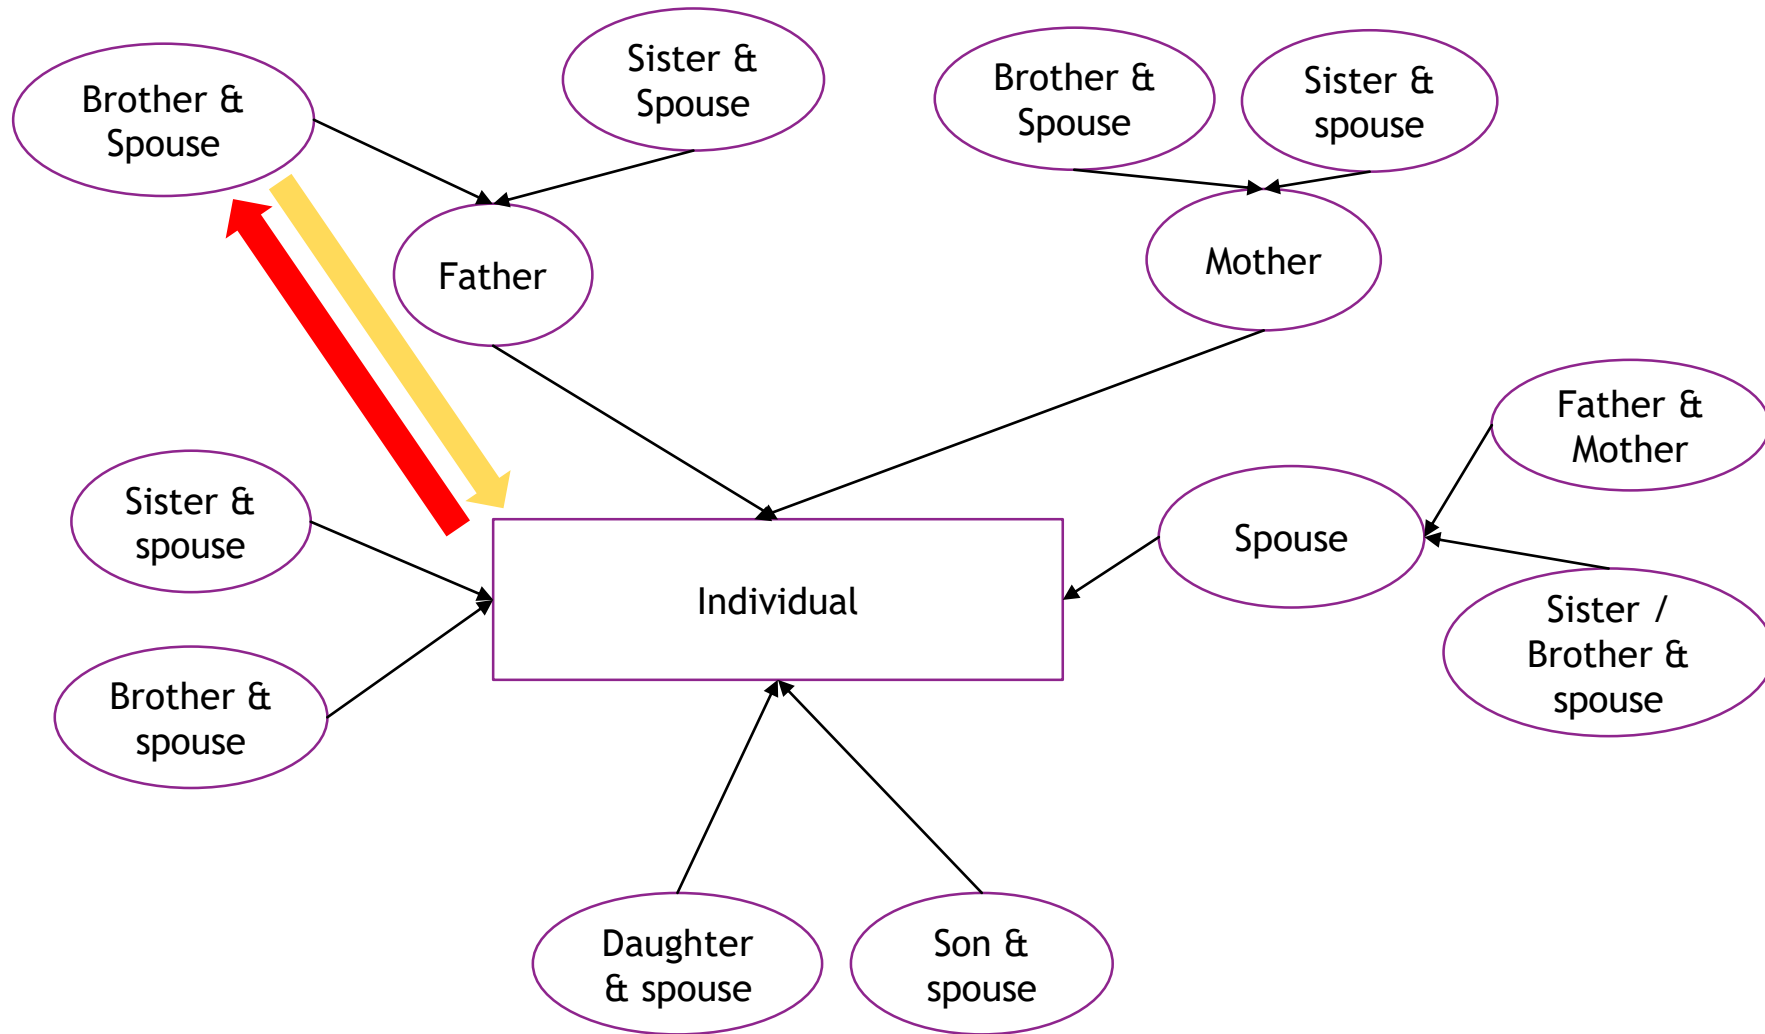 Brother &
Spouse
Sister &
Spouse
Brother &
Spouse
Sister &
spouse
Father
Mother
Father &
Mother
Sister &
spouse
Spouse
Individual
Sister /
Brother &
spouse
Brother &
spouse
Daughter
& spouse
Son &
spouse